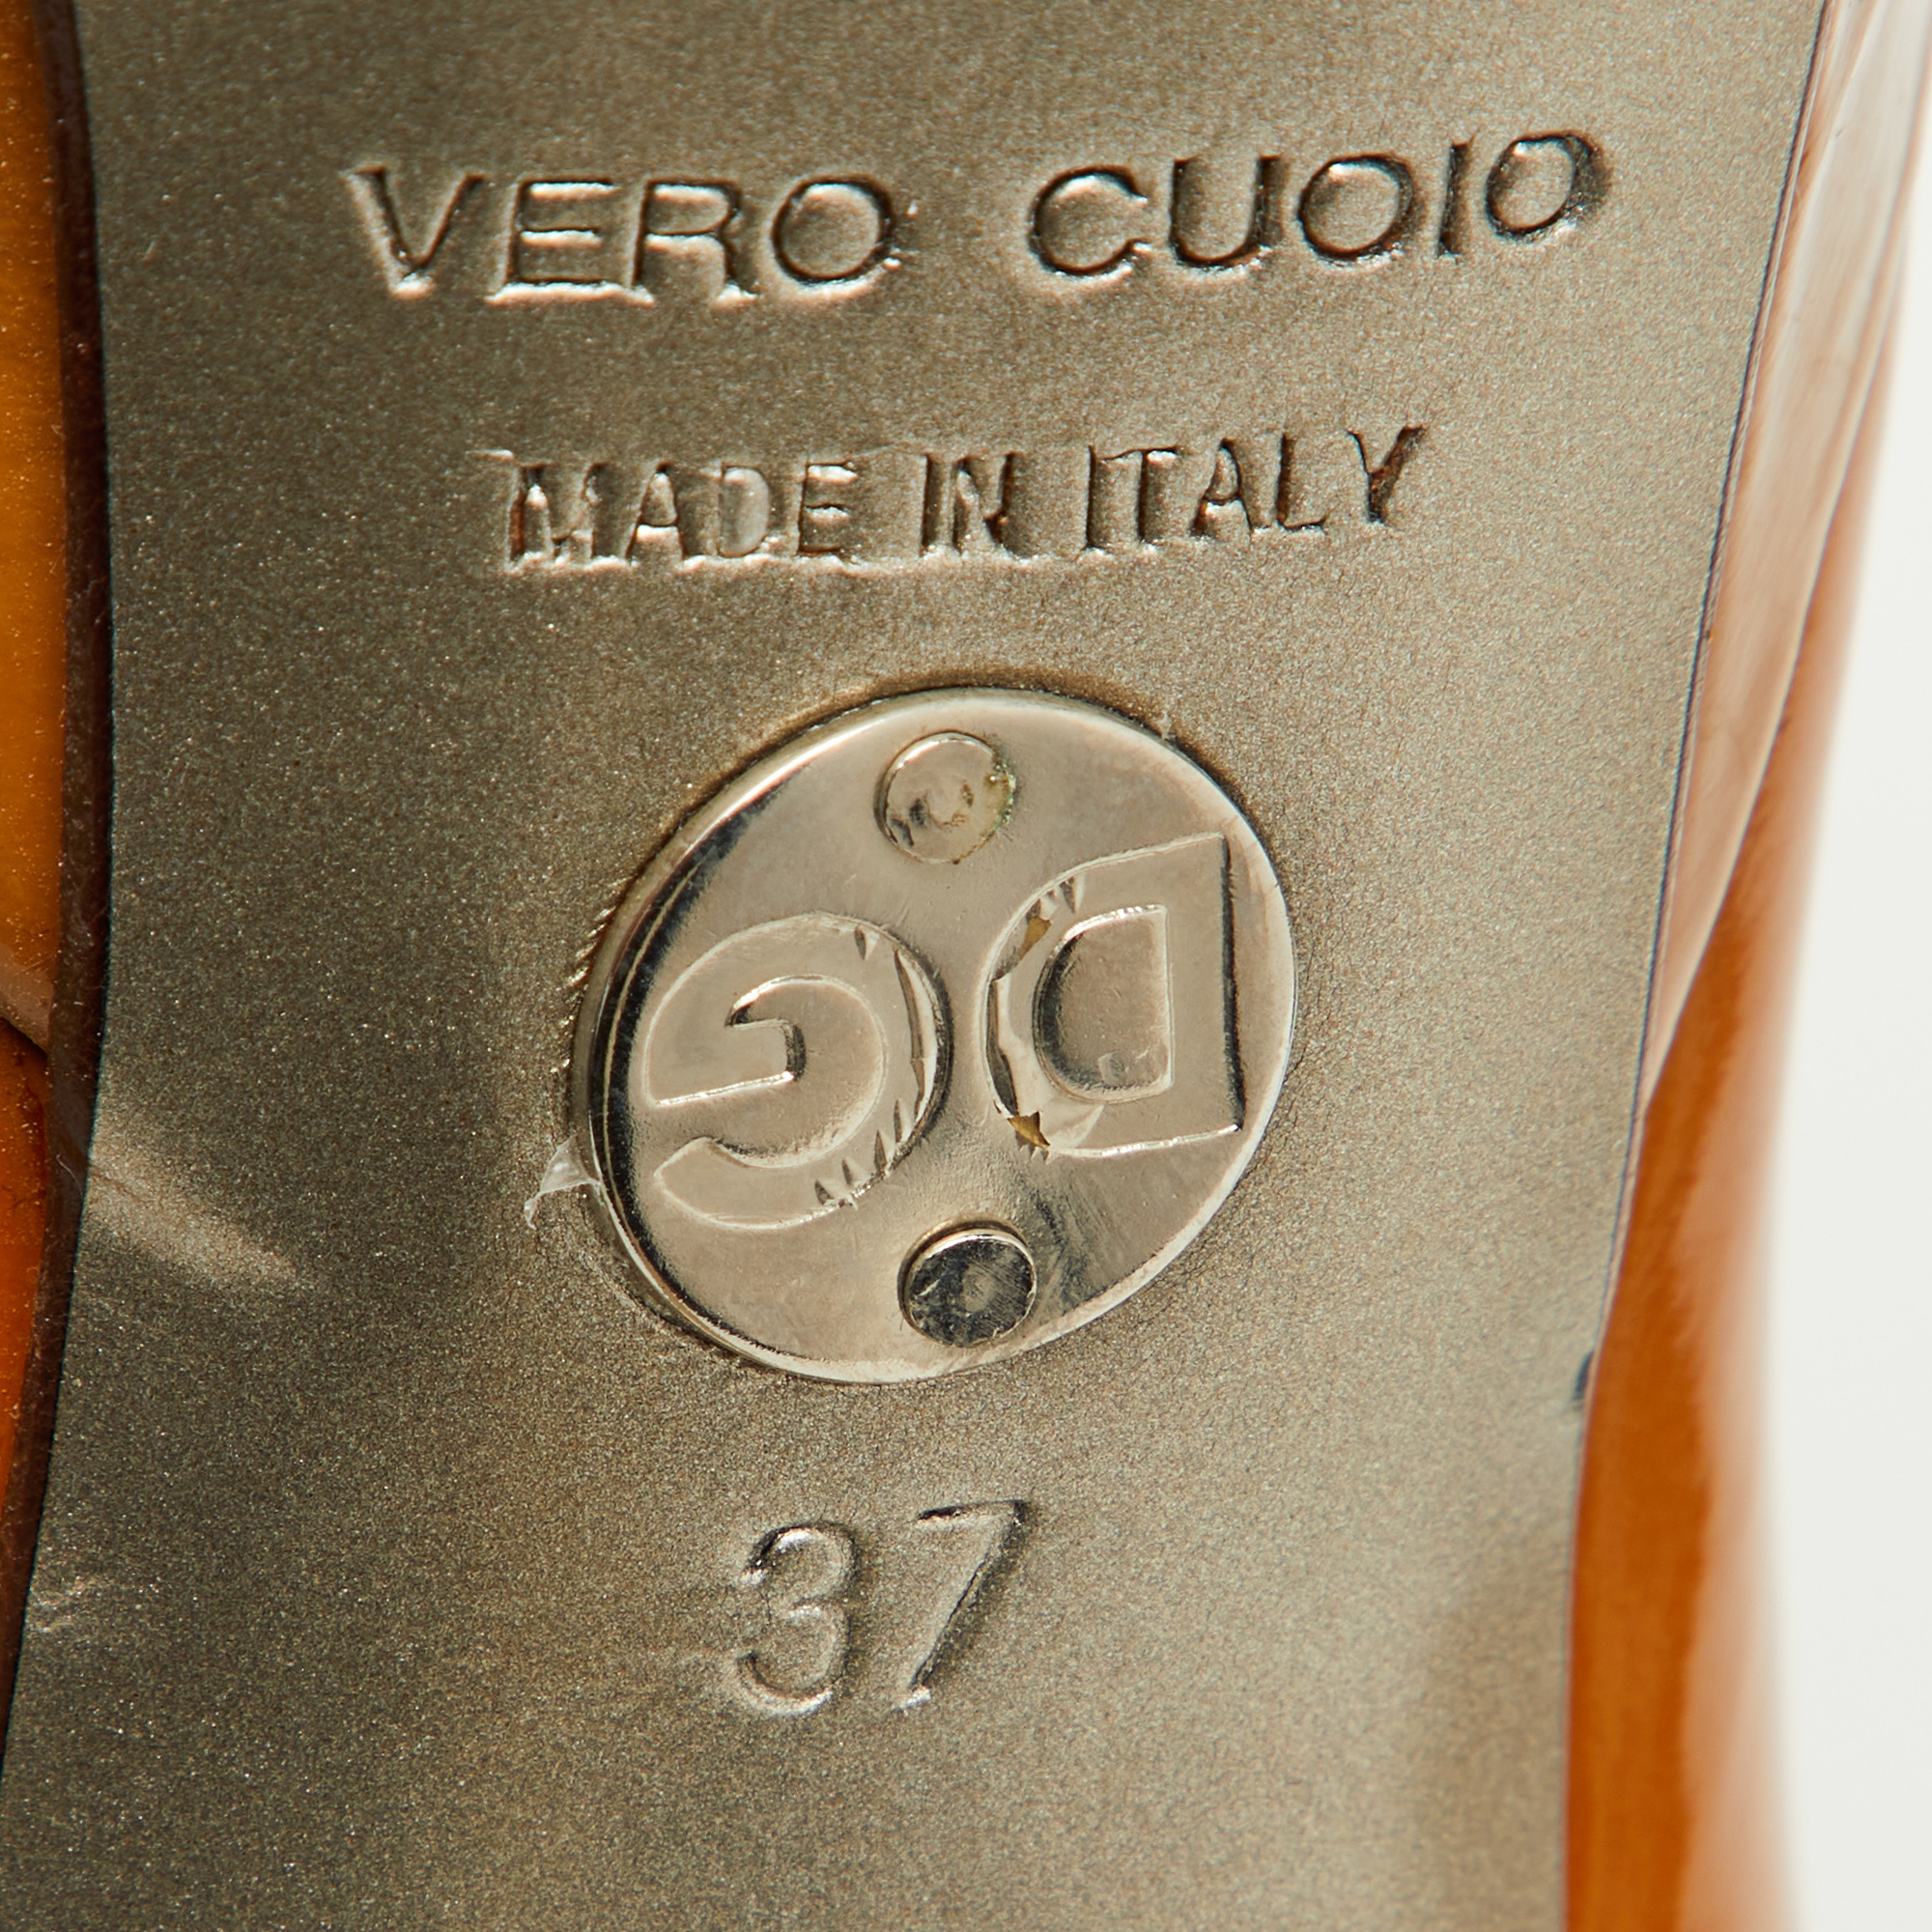 VERO CUOIO
MADE IN ITALY
DG
37